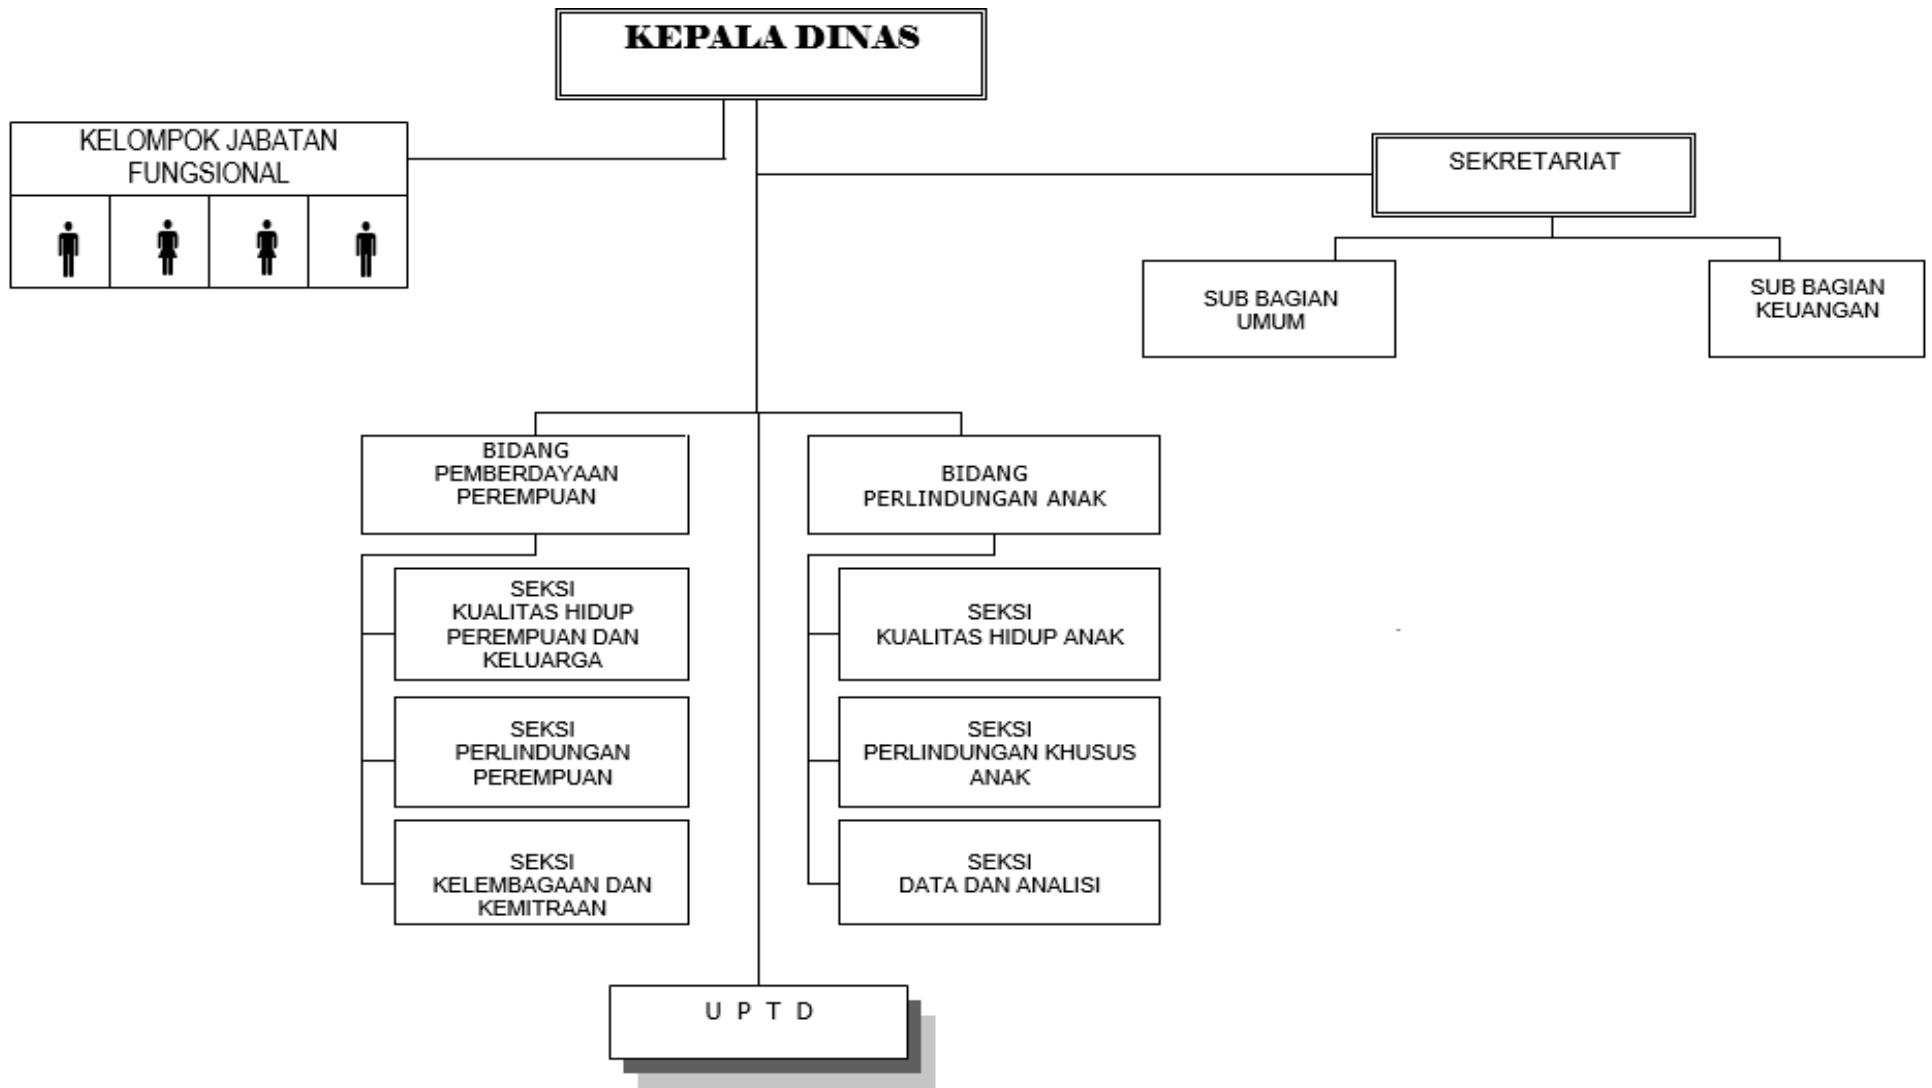 KEPALA DINAS
KELOMPOK JABATAN
FUNGSIONAL
SEKRETARIAT
SUB BAGIAN
UMUM
SUB BAGIAN
KEUANGAN
BIDANG
PEMBERDAYAAN
PEREMPUAN
BIDANG
PERLINDUNGAN ANAK
SEKSI
KUALITAS HIDUP
PEREMPUAN DAN
KELUARGA
SEKSI
KUALITAS HIDUP ANAK
SEKSI
PERLINDUNGAN
PEREMPUAN
SEKSI
PERLINDUNGAN KHUSUS
ANAK
SEKSI
KELEMBAGAAN DAN
KEMITRAAN
SEKSI
DATA DAN ANALISI
U P T D